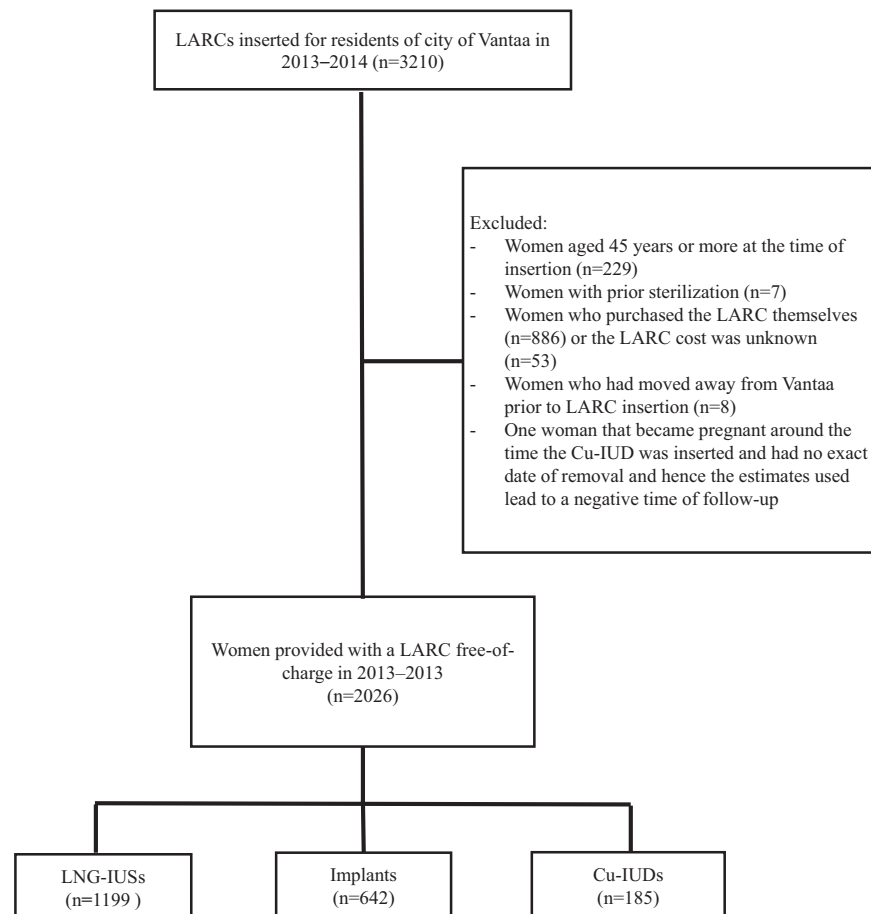 LARCs inserted for residents of city of Vantaa in
2013–2014 (n=3210)
Excluded:
- Women aged 45 years or more at the time of
insertion (n=229)
- Women with prior sterilization (n=7)
- Women who purchased the LARC themselves
(n=886) or the LARC cost was unknown
(n=53)
- Women who had moved away from Vantaa
prior to LARC insertion (n=8)
- One woman that became pregnant around the
time the Cu-IUD was inserted and had no exact
date of removal and hence the estimates used
lead to a negative time of follow-up
Women provided with a LARC free-of-
charge in 2013–2013
(n=2026)
LNG-IUSs
(n=1199 )
Implants
(n=642)
Cu-IUDs
(n=185)